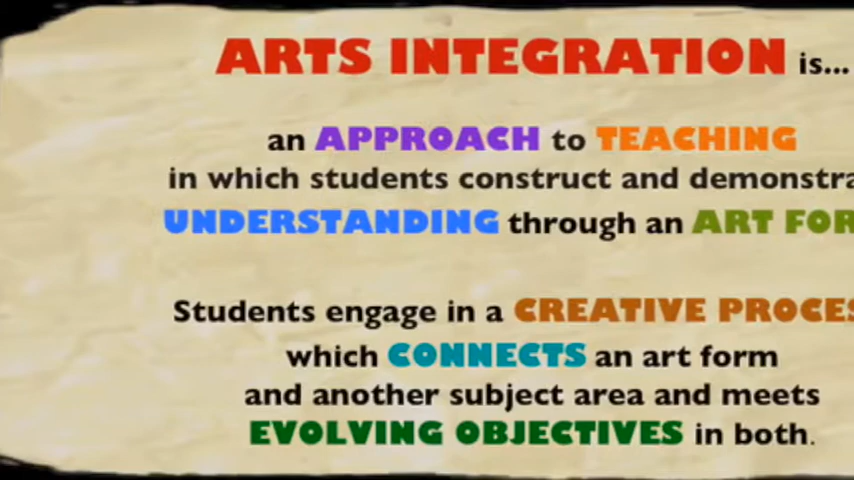 ARTS INTEGRATION is...
an APPROACH to TEACHING
in which students construct and demonstra
UNDERSTANDING through an ART FOR
Students engage in a CREATIVE PROCES
which CONNECTS an art form
and another subject area and meets
EVOLVING OBJECTIVES in both.